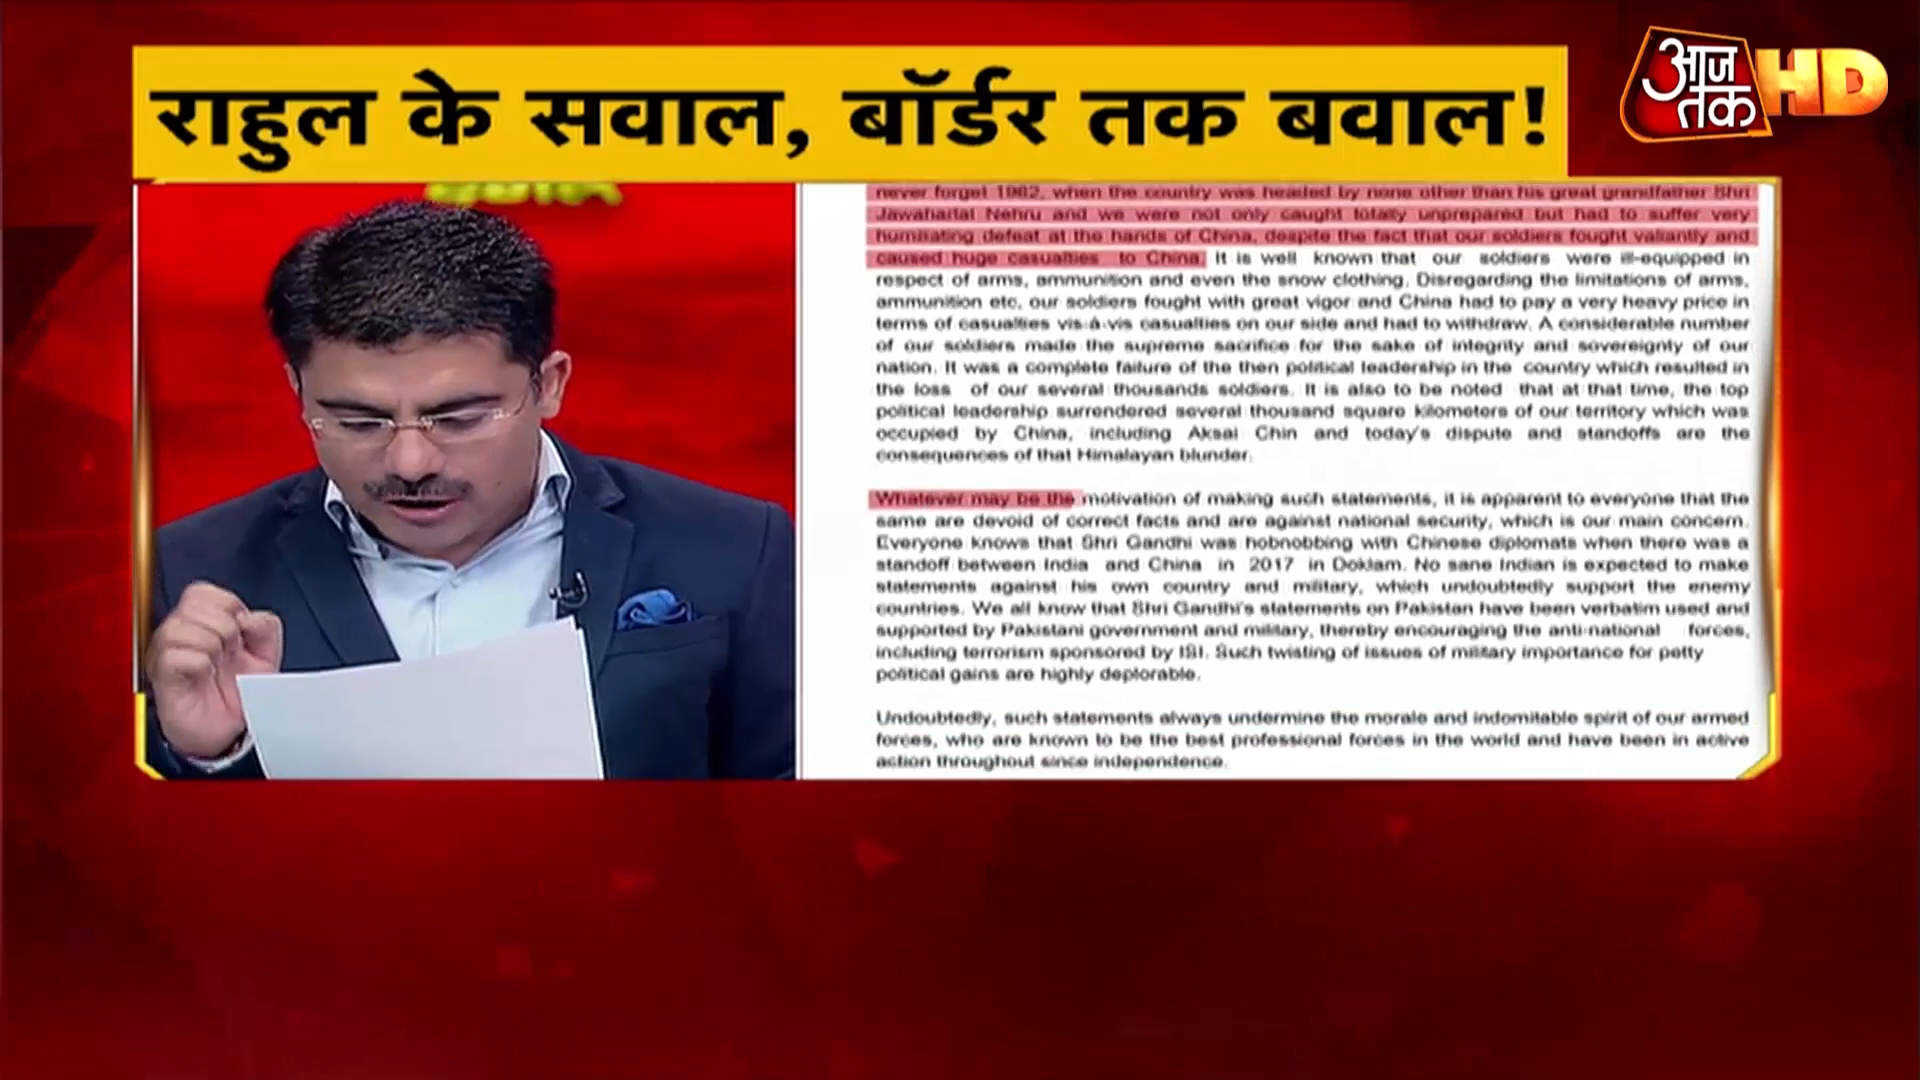 राहुल के सवाल, बॉर्डर तक बवाल!
आज
तक HD
never forget 1962, when the country was headed by none other than his great grandfather Shri
Jawaharlal Nehru and we were not only caught totally unprepared but had to suffer very
humiliating defeat at the hands of China, despite the fact that our soldiers fought valiantly and
caused huge casualties to China. It is well known that our soldiers were ill-equipped in
respect of arms, ammunition and even the snow clothing. Disregarding the limitations of arms,
ammunition etc, our soldiers fought with great vigor and China had to pay a very heavy price in
terms of casualties vis-à-vis casualties on our side and had to withdraw. A considerable number
of our soldiers made the supreme sacrifice for the sake of integrity and sovereignty of our
nation. It was a complete failure of the then political leadership in the country which resulted in
the loss of our several thousands soldiers. It is also to be noted that at that time, the top
political leadership surrendered several thousand square kilometers of our territory which was
occupied by China, including Aksai Chin and today's dispute and standoffs are the
consequences of that Himalayan blunder.
Whatever may be the motivation of making such statements, it is apparent to everyone that the
same are devoid of correct facts and are against national security, which is our main concern.
Everyone knows that Shri Gandhi was hobnobbing with Chinese diplomats when there was a
standoff between India and China in 2017 in Doklam. No sane Indian is expected to make
statements against his own country and military, which undoubtedly support the enemy
countries. We all know that Shri Gandhi's statements on Pakistan have been verbatim used and
supported by Pakistani government and military, thereby encouraging the anti-national forces,
including terrorism sponsored by ISI. Such twisting of issues of military importance for petty
political gains are highly deplorable.
Undoubtedly, such statements always undermine the morale and indomitable spirit of our armed
forces, who are known to be the best professional forces in the world and have been in active
action throughout since independence.